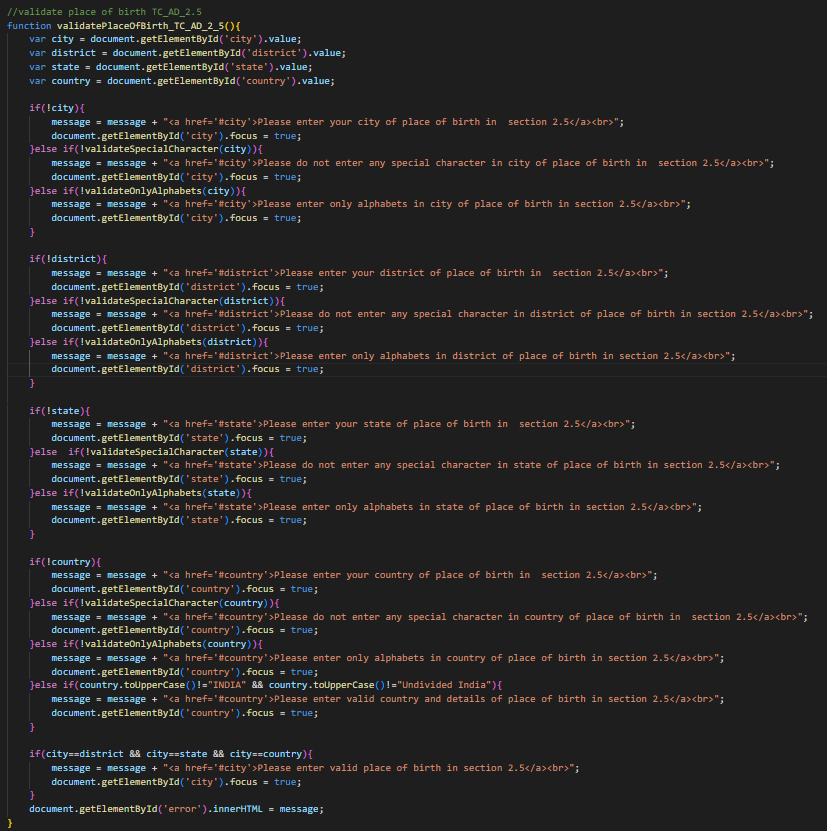 //validate place of birth TC_AD_2.5
function validatePlaceOfBirth_TC_AD_2_5(){
    var city = document.getElementById('city').value;
    var district = document.getElementById('district').value;
    var state = document.getElementById('state').value;
    var country = document.getElementById('country').value;

    if(!city){
        message = message + "<a href='#city'>Please enter your city of place of birth in  section 2.5</a><br>";
        document.getElementById('city').focus = true;
    }else if(!validateSpecialCharacter(city)){
        message = message + "<a href='#city'>Please do not enter any special character in city of place of birth in  section 2.5</a><br>";
        document.getElementById('city').focus = true;
    }else if(!validateOnlyAlphabets(city)){
        message = message + "<a href='#city'>Please enter only alphabets in city of place of birth in section 2.5</a><br>";
        document.getElementById('city').focus = true;
    }

    if(!district){
        message = message + "<a href='#district'>Please enter your district of place of birth in  section 2.5</a><br>";
        document.getElementById('district').focus = true;
    }else if(!validateSpecialCharacter(district)){
        message = message + "<a href='#district'>Please do not enter any special character in district of place of birth in section 2.5</a><br>";
        document.getElementById('district').focus = true;
    }else if(!validateOnlyAlphabets(district)){
        message = message + "<a href='#district'>Please enter only alphabets in district of place of birth in section 2.5</a><br>";
        document.getElementById('district').focus = true;
    }

    if(!state){
        message = message + "<a href='#state'>Please enter your state of place of birth in  section 2.5</a><br>";
        document.getElementById('state').focus = true;
    }else  if(!validateSpecialCharacter(state)){
        message = message + "<a href='#state'>Please do not enter any special character in state of place of birth in section 2.5</a><br>";
        document.getElementById('state').focus = true;
    }else if(!validateOnlyAlphabets(state)){
        message = message + "<a href='#state'>Please enter only alphabets in state of place of birth in section 2.5</a><br>";
        document.getElementById('state').focus = true;
    }

    if(!country){
        message = message + "<a href='#country'>Please enter your country of place of birth in  section 2.5</a><br>";
        document.getElementById('country').focus = true;
    }else if(!validateSpecialCharacter(country)){
        message = message + "<a href='#country'>Please do not enter any special character in country of place of birth in  section 2.5</a><br>";
        document.getElementById('country').focus = true;
    }else if(!validateOnlyAlphabets(country)){
        message = message + "<a href='#country'>Please enter only alphabets in country of place of birth in section 2.5</a><br>";
        document.getElementById('country').focus = true;
    }else if(country.toUpperCase()!="INDIA" && country.toUpperCase()!="Undivided India"){
        message = message + "<a href='#country'>Please enter valid country and details of place of birth in section 2.5</a><br>";
        document.getElementById('country').focus = true;
    }

    if(city==district && city==state && city==country){
        message = message + "<a href='#city'>Please enter valid place of birth in section 2.5</a><br>";
        document.getElementById('city').focus = true;
    }
    document.getElementById('error').innerHTML = message;
}